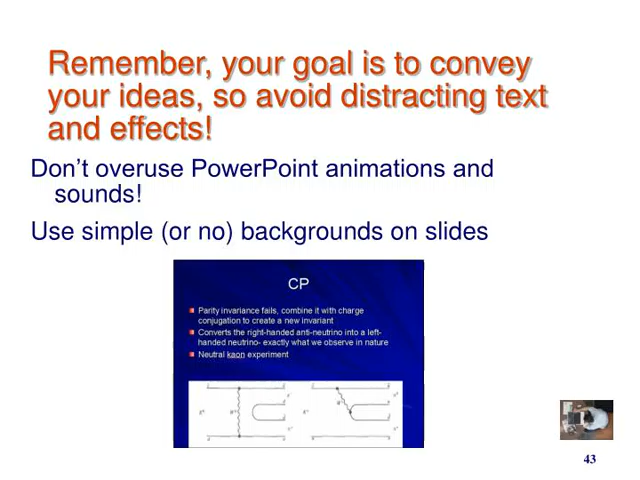 Remember, your goal is to convey
your ideas, so avoid distracting text
and effects!
Don’t overuse PowerPoint animations and
sounds!
Use simple (or no) backgrounds on slides
CP
Parity invariance fails, combine it with charge
conjugation to create a new invariant
Converts the right-handed anti-neutrino into a left-
handed neutrino- exactly what we observe in nature
Neutral kaon experiment
43